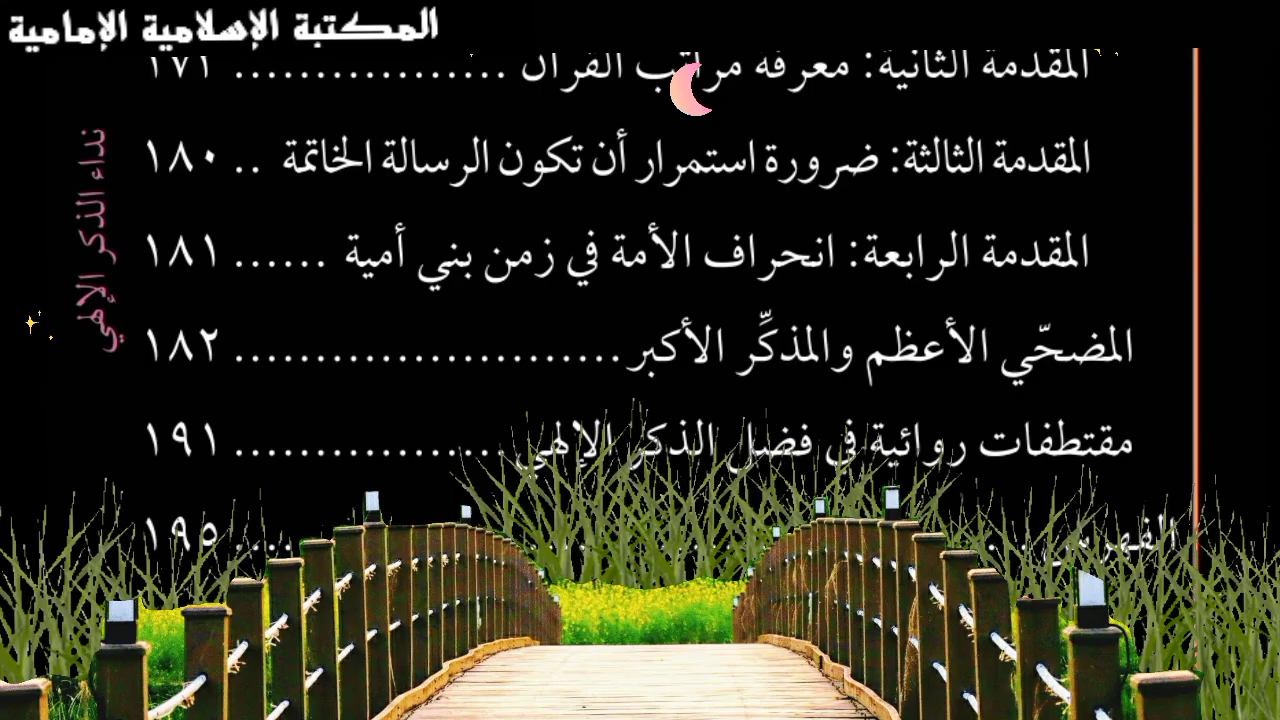 المكتبة الإسلامية الإمامية
المقدمة الثانية: معرفة مراتب القرآن .................. ١٧١
المقدمة الثالثة: ضرورة استمرار أن تكون الرسالة الخاتمة .. ١٨٠
المقدمة الرابعة: انحراف الأمة في زمن بني أمية ...... ١٨١
المضحّي الأعظم والمذكِّر الأكبر ........................ ١٨٢
مقتطفات روائية في فضل الذكر الإلهي ................. ١٩١
الفهرس ... ١٩٥
نداء الذكر الإلهي